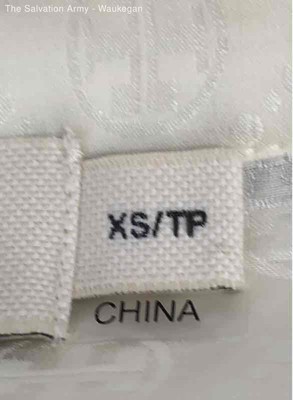 The Salvation Army - Waukegan
XS/TP
CHINA